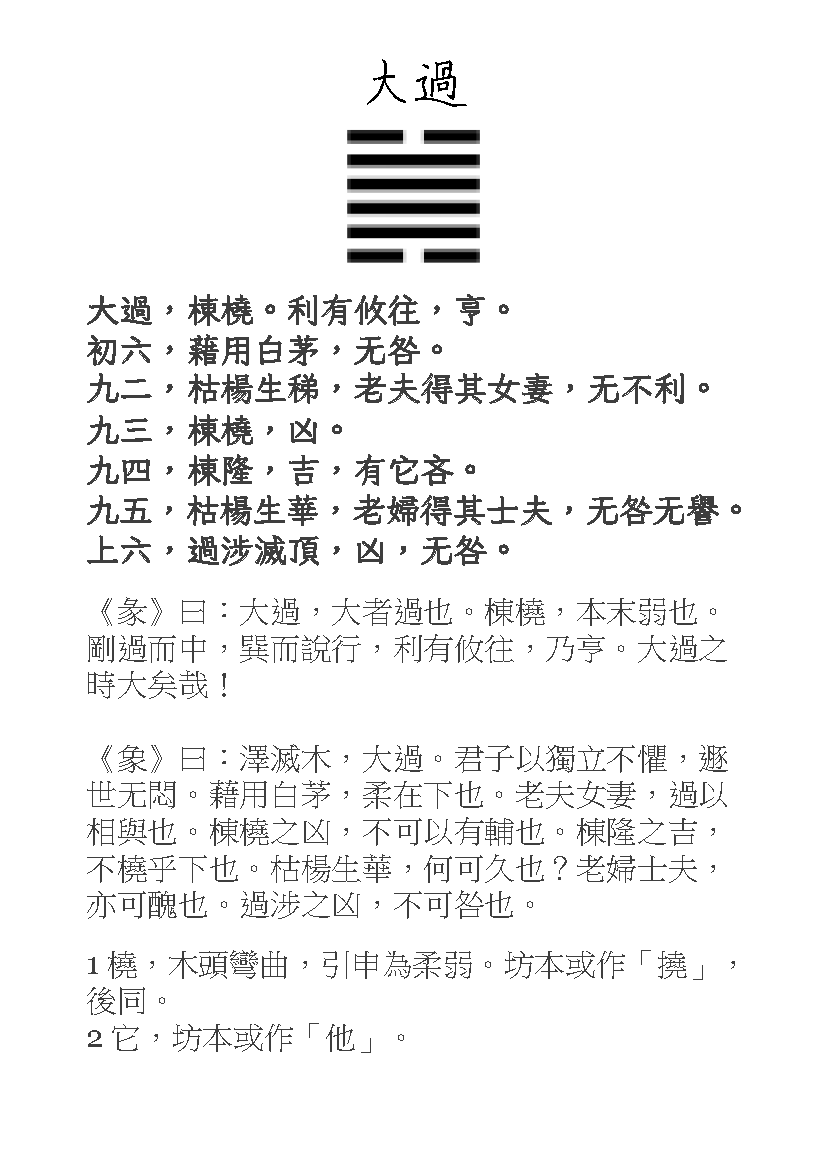 大過
大過，棟橈。利有攸往，亨。
初六，藉用白茅，无咎。
九二，枯楊生稊，老夫得其女妻，无不利。
九三，棟橈，凶。
九四，棟隆，吉，有它吝。
九五，枯楊生華，老婦得其士夫，无咎无譽。
上六，過涉滅頂，凶，无咎。
《彖》曰：大過，大者過也。棟橈，本末弱也。
剛過而中，巽而說行，利有攸往，乃亨。大過之
時大矣哉！
《象》曰：澤滅木，大過。君子以獨立不懼，遯
世无悶。藉用白茅，柔在下也。老夫女妻，過以
相與也。棟橈之凶，不可以有輔也。棟隆之吉，
不橈乎下也。枯楊生華，何可久也？老婦士夫，
亦可醜也。過涉之凶，不可咎也。
1 橈，木頭彎曲，引申為柔弱。坊本或作「撓」，
後同。
2 它，坊本或作「他」。